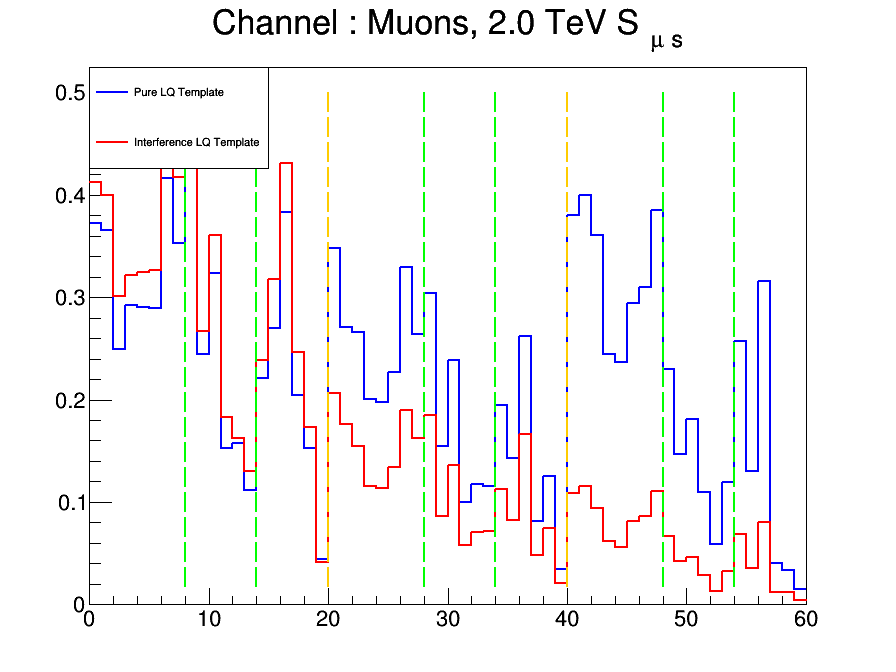 Channel : Muons, 2.0 TeV S μ s
Pure LQ Template
Interference LQ Template
0.5
0.4
0.3
0.2
0.1
0
0 10 20 30 40 50 60